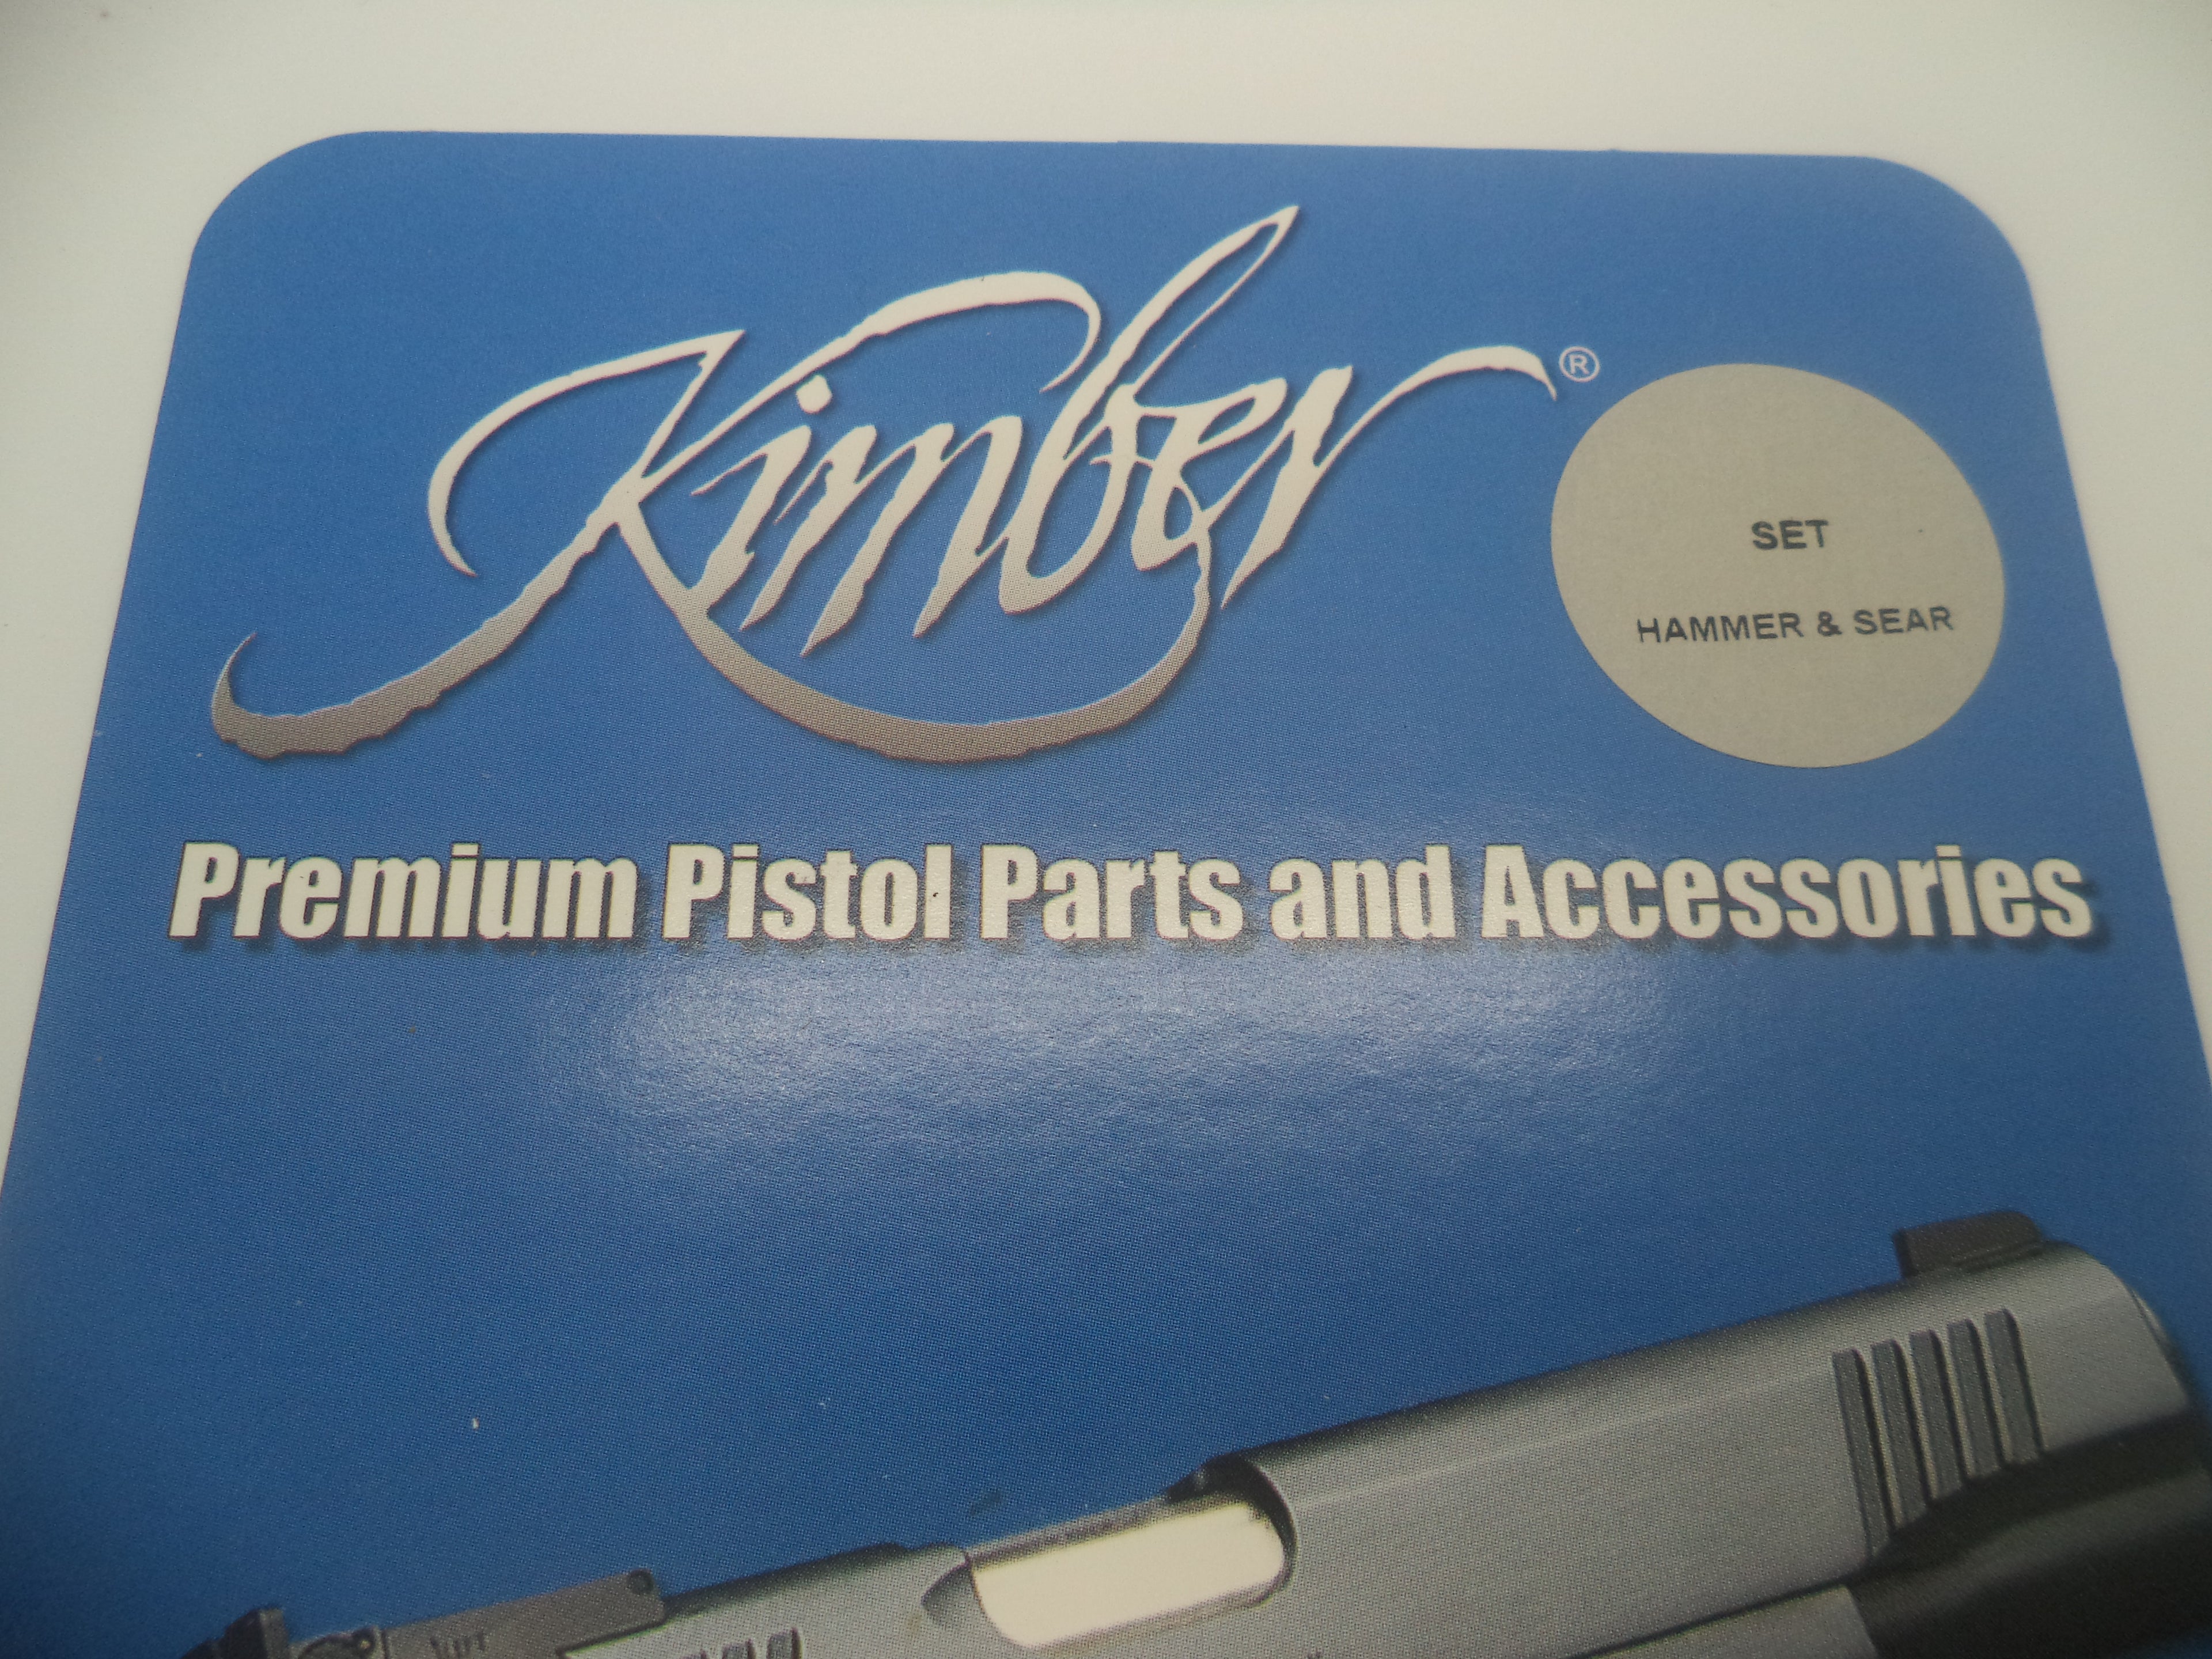 Kimber®
SET
HAMMER & SEAR
Premium Pistol Parts and Accessories